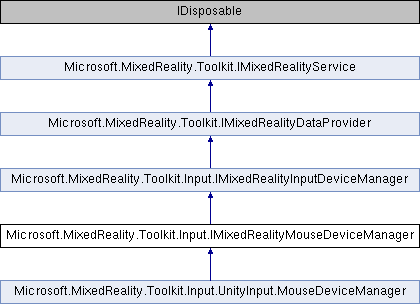 IDisposable
Microsoft.MixedReality.Toolkit.IMixedRealityService
Microsoft.MixedReality.Toolkit.IMixedRealityDataProvider
Microsoft.MixedReality.Toolkit.Input.IMixedRealityInputDeviceManager
Microsoft.MixedReality.Toolkit.Input.IMixedRealityMouseDeviceManager
Microsoft.MixedReality.Toolkit.Input.UnityInput.MouseDeviceManager